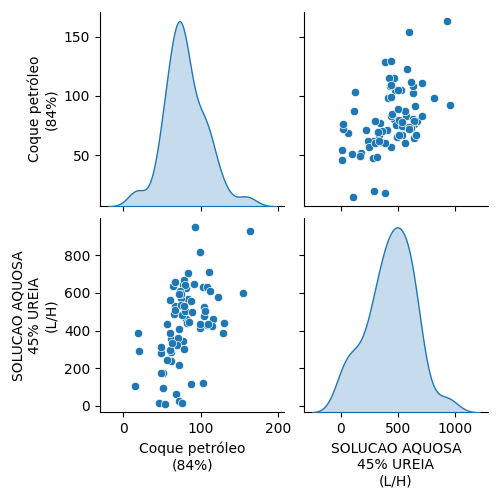 150
100
50
Coque petróleo
(84%)
800
600
400
200
0
SOLUCAO AQUOSA
45% UREIA
(L/H)
0 100 200
Coque petróleo
(84%)
0 500 1000
SOLUCAO AQUOSA
45% UREIA
(L/H)